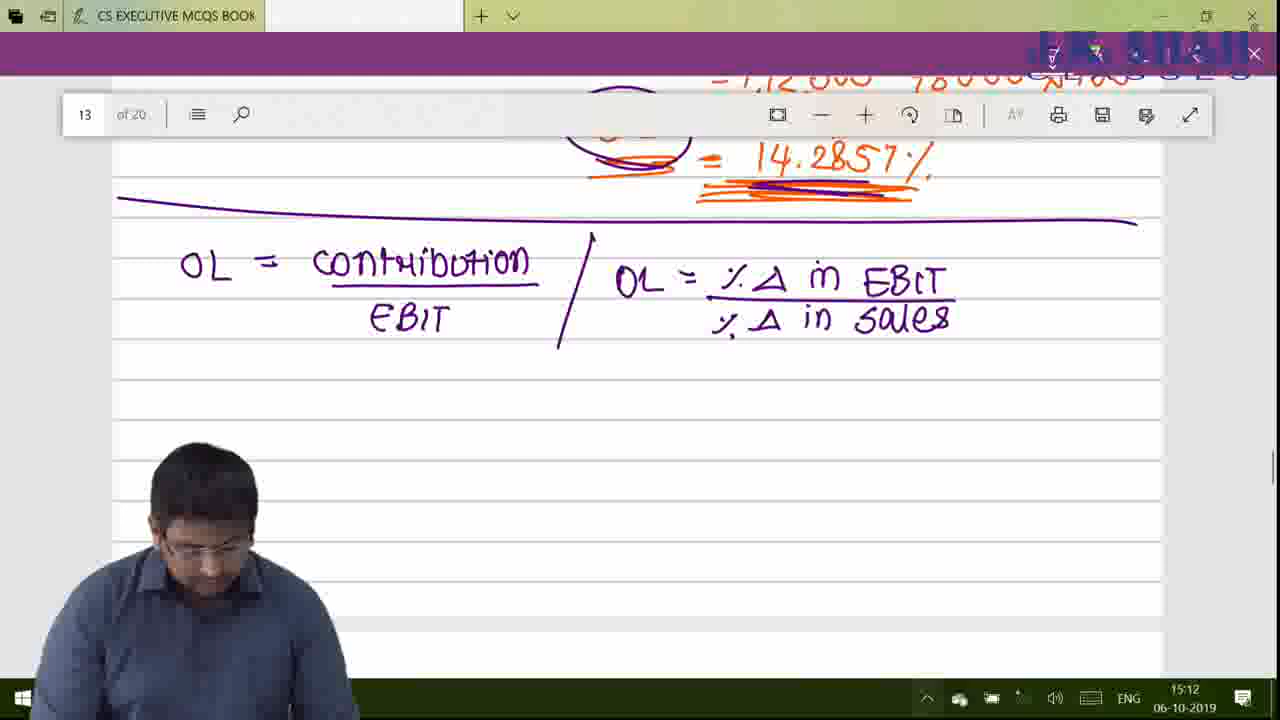 CS EXECUTIVE MCQS BOOK
13 of 20
= 14.2857%
OL = contribution / EBIT
OL = % Δ in EBIT / % Δ in sales
ENG
15:12
06-10-2019